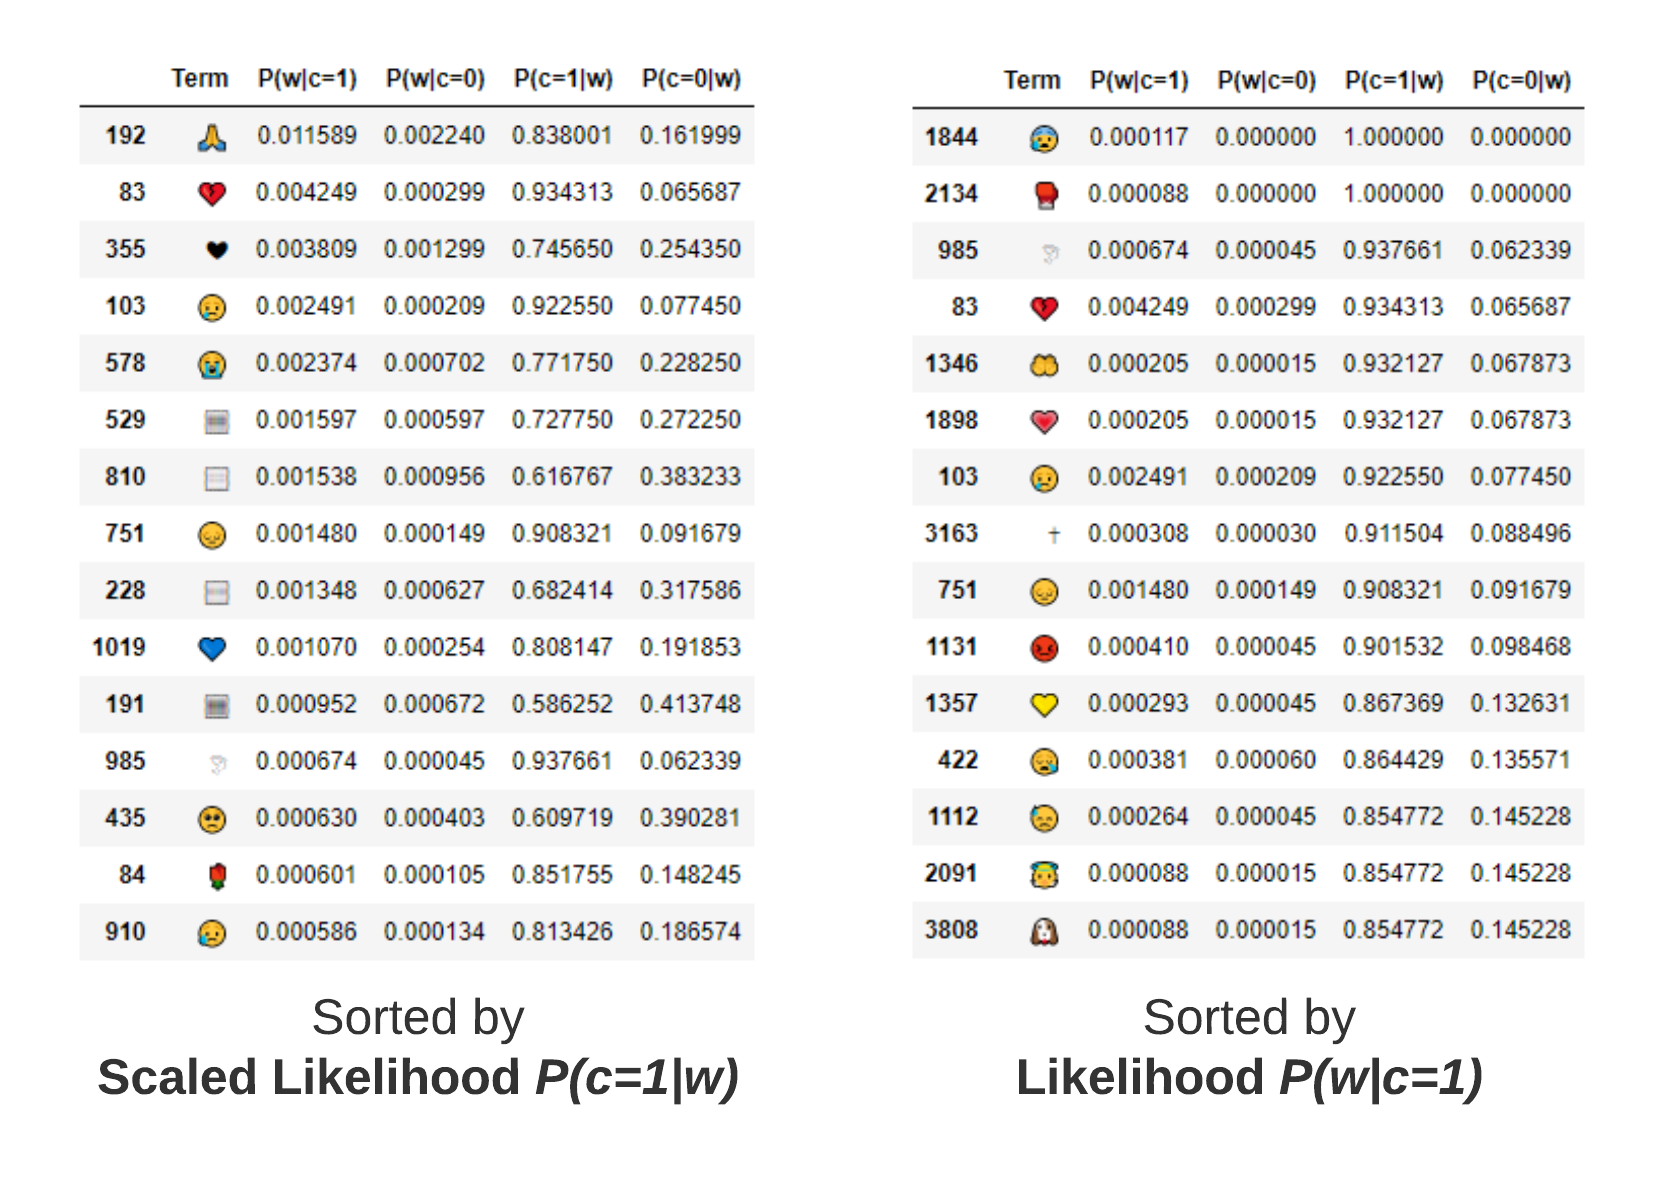 Term P(w|c=1) P(w|c=0) P(c=1|w) P(c=0|w)
192 🙏 0.011589 0.002240 0.838001 0.161999
83 💔 0.004249 0.000299 0.934313 0.065687
355 🖤 0.003809 0.001299 0.745650 0.254350
103 😢 0.002491 0.000209 0.922550 0.077450
578 😭 0.002374 0.000702 0.771750 0.228250
529 0.001597 0.000597 0.727750 0.272250
810 0.001538 0.000956 0.616767 0.383233
751 😞 0.001480 0.000149 0.908321 0.091679
228 0.001348 0.000627 0.682414 0.317586
1019 💙 0.001070 0.000254 0.808147 0.191853
191 0.000952 0.000672 0.586252 0.413748
985 0.000674 0.000045 0.937661 0.062339
435 🥺 0.000630 0.000403 0.609719 0.390281
84 🌹 0.000601 0.000105 0.851755 0.148245
910 😥 0.000586 0.000134 0.813426 0.186574
Sorted by
Scaled Likelihood P(c=1|w)
Term P(w|c=1) P(w|c=0) P(c=1|w) P(c=0|w)
1844 😰 0.000117 0.000000 1.000000 0.000000
2134 🥊 0.000088 0.000000 1.000000 0.000000
985 0.000674 0.000045 0.937661 0.062339
83 💔 0.004249 0.000299 0.934313 0.065687
1346 🤲 0.000205 0.000015 0.932127 0.067873
1898 💗 0.000205 0.000015 0.932127 0.067873
103 😢 0.002491 0.000209 0.922550 0.077450
3163 † 0.000308 0.000030 0.911504 0.088496
751 😞 0.001480 0.000149 0.908321 0.091679
1131 😡 0.000410 0.000045 0.901532 0.098468
1357 💛 0.000293 0.000045 0.867369 0.132631
422 😪 0.000381 0.000060 0.864429 0.135571
1112 😓 0.000264 0.000045 0.854772 0.145228
2091 😇 0.000088 0.000015 0.854772 0.145228
3808 0.000088 0.000015 0.854772 0.145228
Sorted by
Likelihood P(w|c=1)